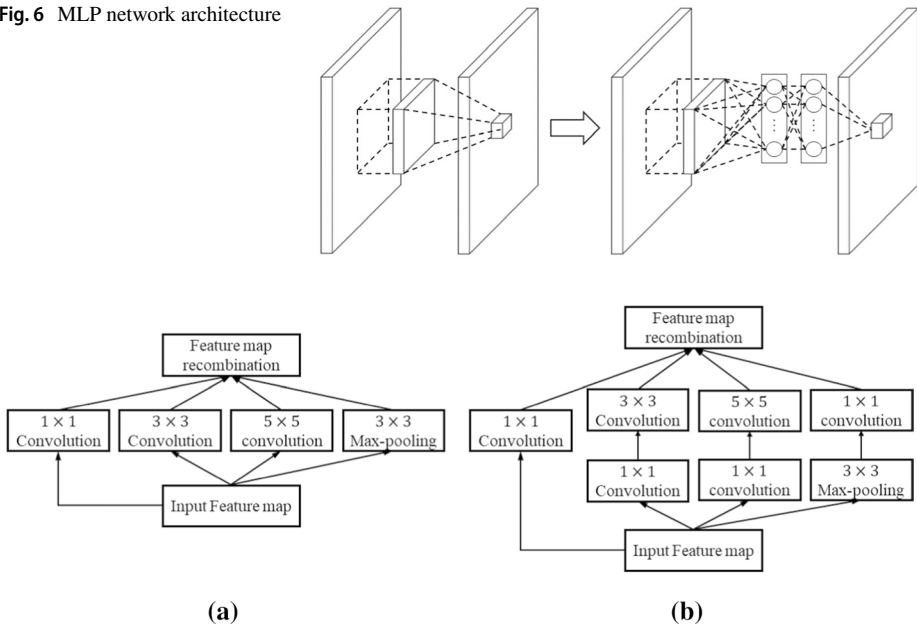 Fig. 6 MLP network architecture
Feature map
recombination
1 × 1
Convolution
3 × 3
Convolution
5 × 5
convolution
3 × 3
Max-pooling
Input Feature map
(a)
Feature map
recombination
1 × 1
Convolution
3 × 3
Convolution
5 × 5
convolution
1 × 1
convolution
1 × 1
Convolution
1 × 1
convolution
3 × 3
Max-pooling
Input Feature map
(b)